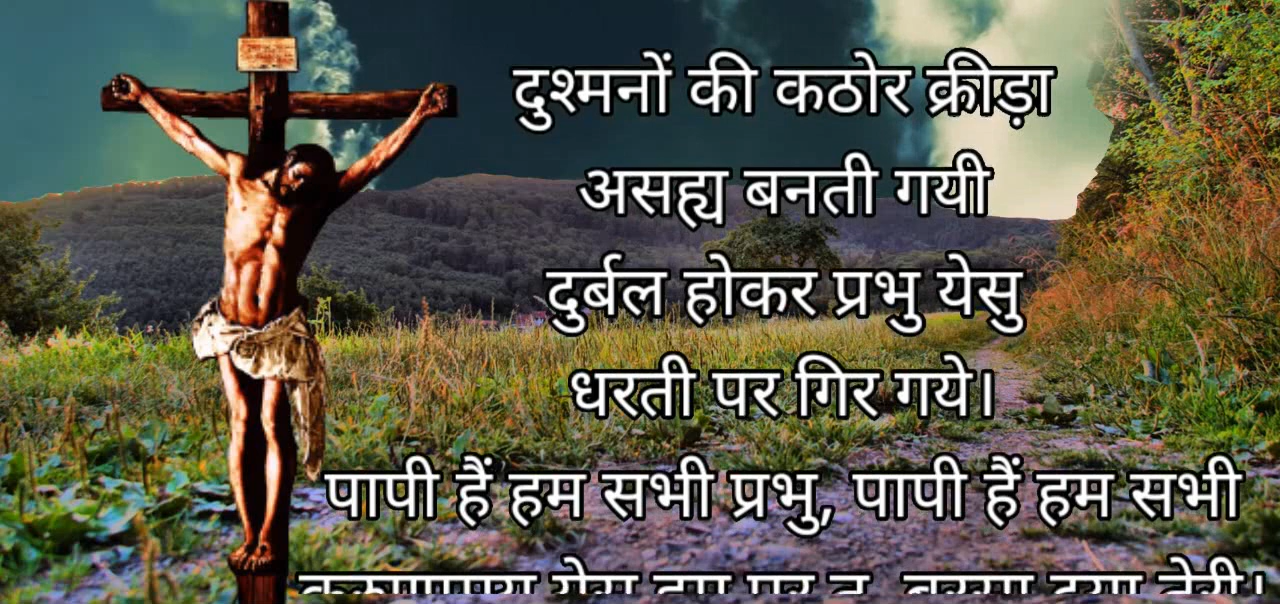 दुश्मनों की कठोर क्रीड़ा
असह्य बनती गयी
दुर्बल होकर प्रभु येसु
धरती पर गिर गये।
पापी हैं हम सभी प्रभु, पापी हैं हम सभी